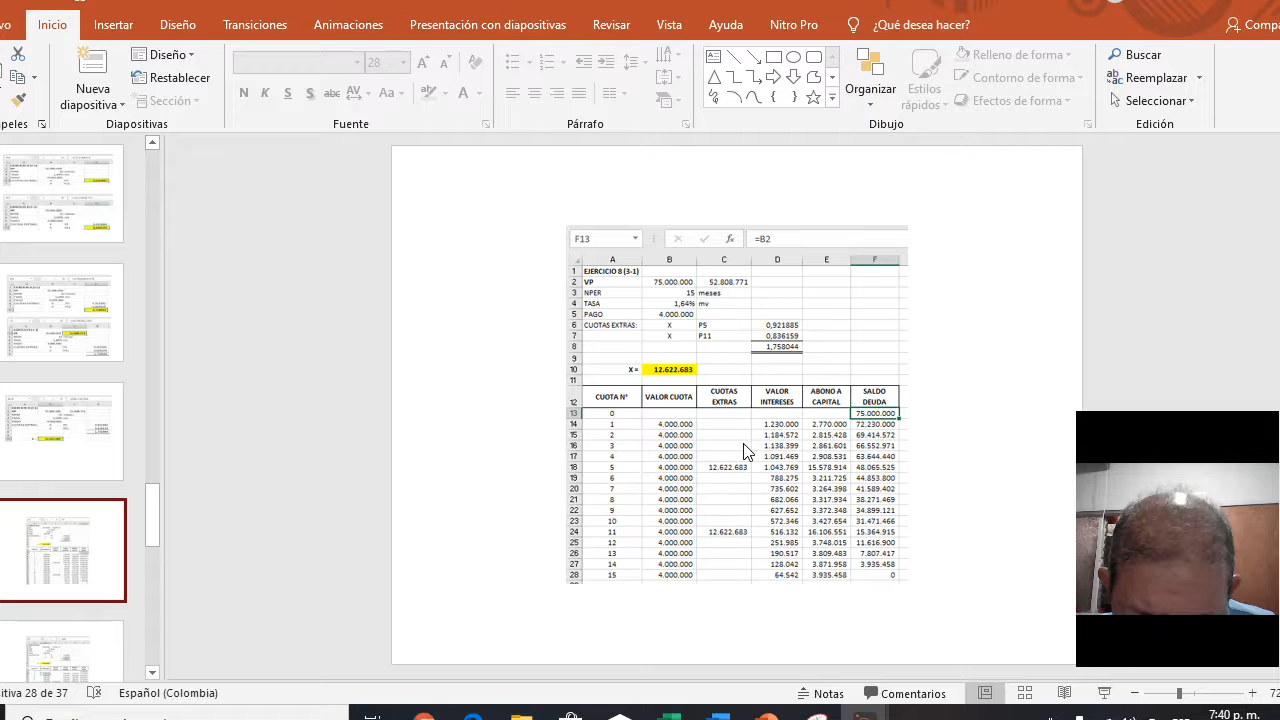 Inicio Insertar Diseño Transiciones Animaciones Presentación con diapositivas Revisar Vista Ayuda Nitro Pro ¿Qué desea hacer?
Nueva diapositiva
Diseño
Restablecer
Sección
28
N K S S abc AV Aa A
Organizar
Estilos rápidos
Relleno de forma
Contorno de forma
Efectos de forma
Buscar
Reemplazar
Seleccionar
Diapositivas Fuente Párrafo Dibujo Edición
F13 fx =B2
A B C D E F
1 EJERCICIO 8 (3-1)
2 VP 75.000.000 52.808.771
3 NPER 15 meses
4 TASA 1,64% mv
5 PAGO 4.000.000
6 CUOTAS EXTRAS: X P5 0,921885
7 X P11 0,836159
8 1,758044
9
10 X = 12.622.683
11
12 CUOTA N° VALOR CUOTA CUOTAS EXTRAS VALOR INTERESES ABONO A CAPITAL SALDO DEUDA
13 0 75.000.000
14 1 4.000.000 1.230.000 2.770.000 72.230.000
15 2 4.000.000 1.184.572 2.815.428 69.414.572
16 3 4.000.000 1.138.399 2.861.601 66.552.971
17 4 4.000.000 1.091.469 2.908.531 63.644.440
18 5 4.000.000 12.622.683 1.043.769 15.578.914 48.065.525
19 6 4.000.000 788.275 3.211.725 44.853.800
20 7 4.000.000 735.602 3.264.398 41.589.402
21 8 4.000.000 682.066 3.317.934 38.271.469
22 9 4.000.000 627.652 3.372.348 34.899.121
23 10 4.000.000 572.346 3.427.654 31.471.466
24 11 4.000.000 12.622.683 516.132 16.106.551 15.364.915
25 12 4.000.000 251.985 3.748.015 11.616.900
26 13 4.000.000 190.517 3.809.483 7.807.417
27 14 4.000.000 128.042 3.871.958 3.935.458
28 15 4.000.000 64.542 3.935.458 0
28 de 37 Español (Colombia) Notas Comentarios
7:40 p. m.